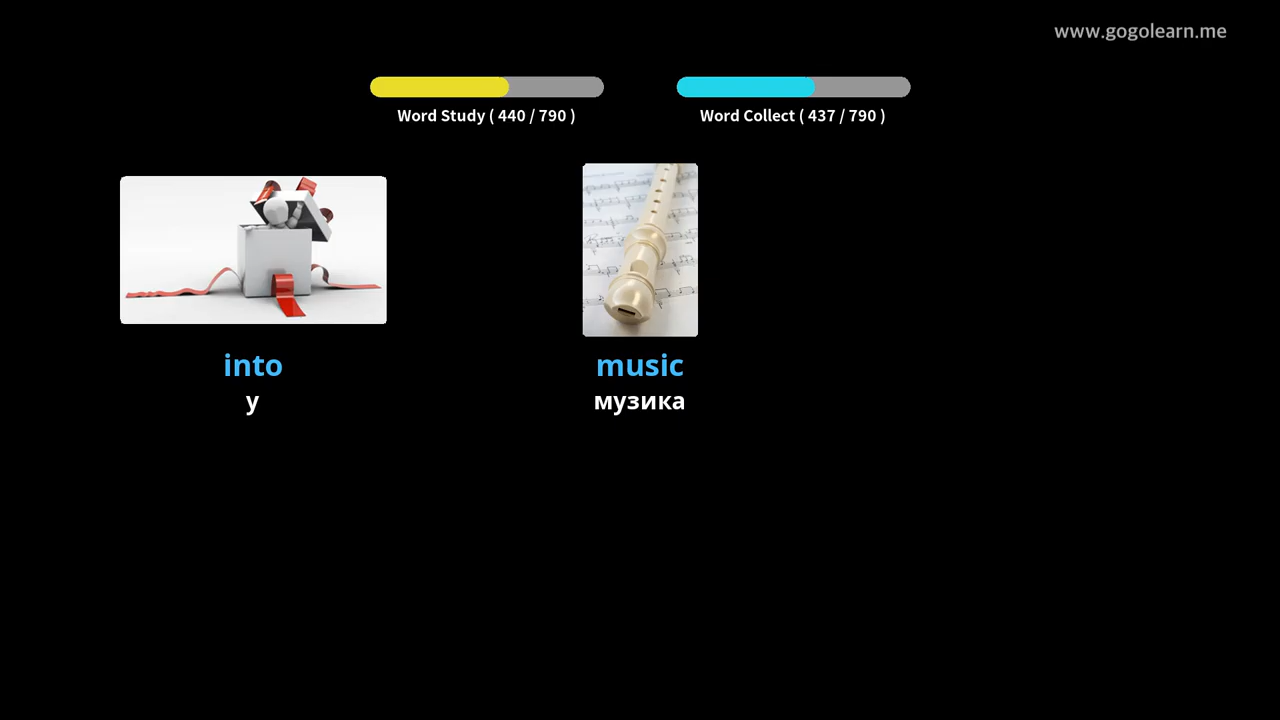 www.gogolearn.me
Word Study ( 440 / 790 )
Word Collect ( 437 / 790 )
into
у
music
музика